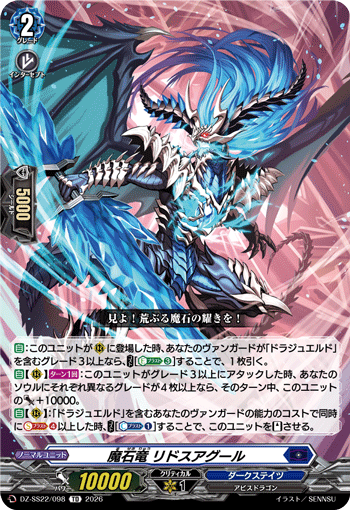 2
グレード
インターセプト
5000
シールド
見よ！荒ぶる魔石の耀きを！
自：このユニットがRに登場した時、あなたのヴァンガードが「ドラジュエルド」
を含むグレード３以上なら、【ソウルブラスト】することで、１枚引く。
自【R】【ターン１回】：このユニットがグレード３以上にアタックした時、あなたの
ソウルにそれぞれ異なるグレードが４枚以上なら、そのターン中、このユニット
の+10000。
自【R】：「ドラジュエルド」を含むあなたのヴァンガードの能力のコストで同時
にすることで、このユニットをさせる。
ノーマルユニット
魔石竜 リドスアグール
パワー
10000
クリティカル
1
ダークステイツ
アビスドラゴン
DZ-SS22/098 TD 2026
イラスト／SENNSU